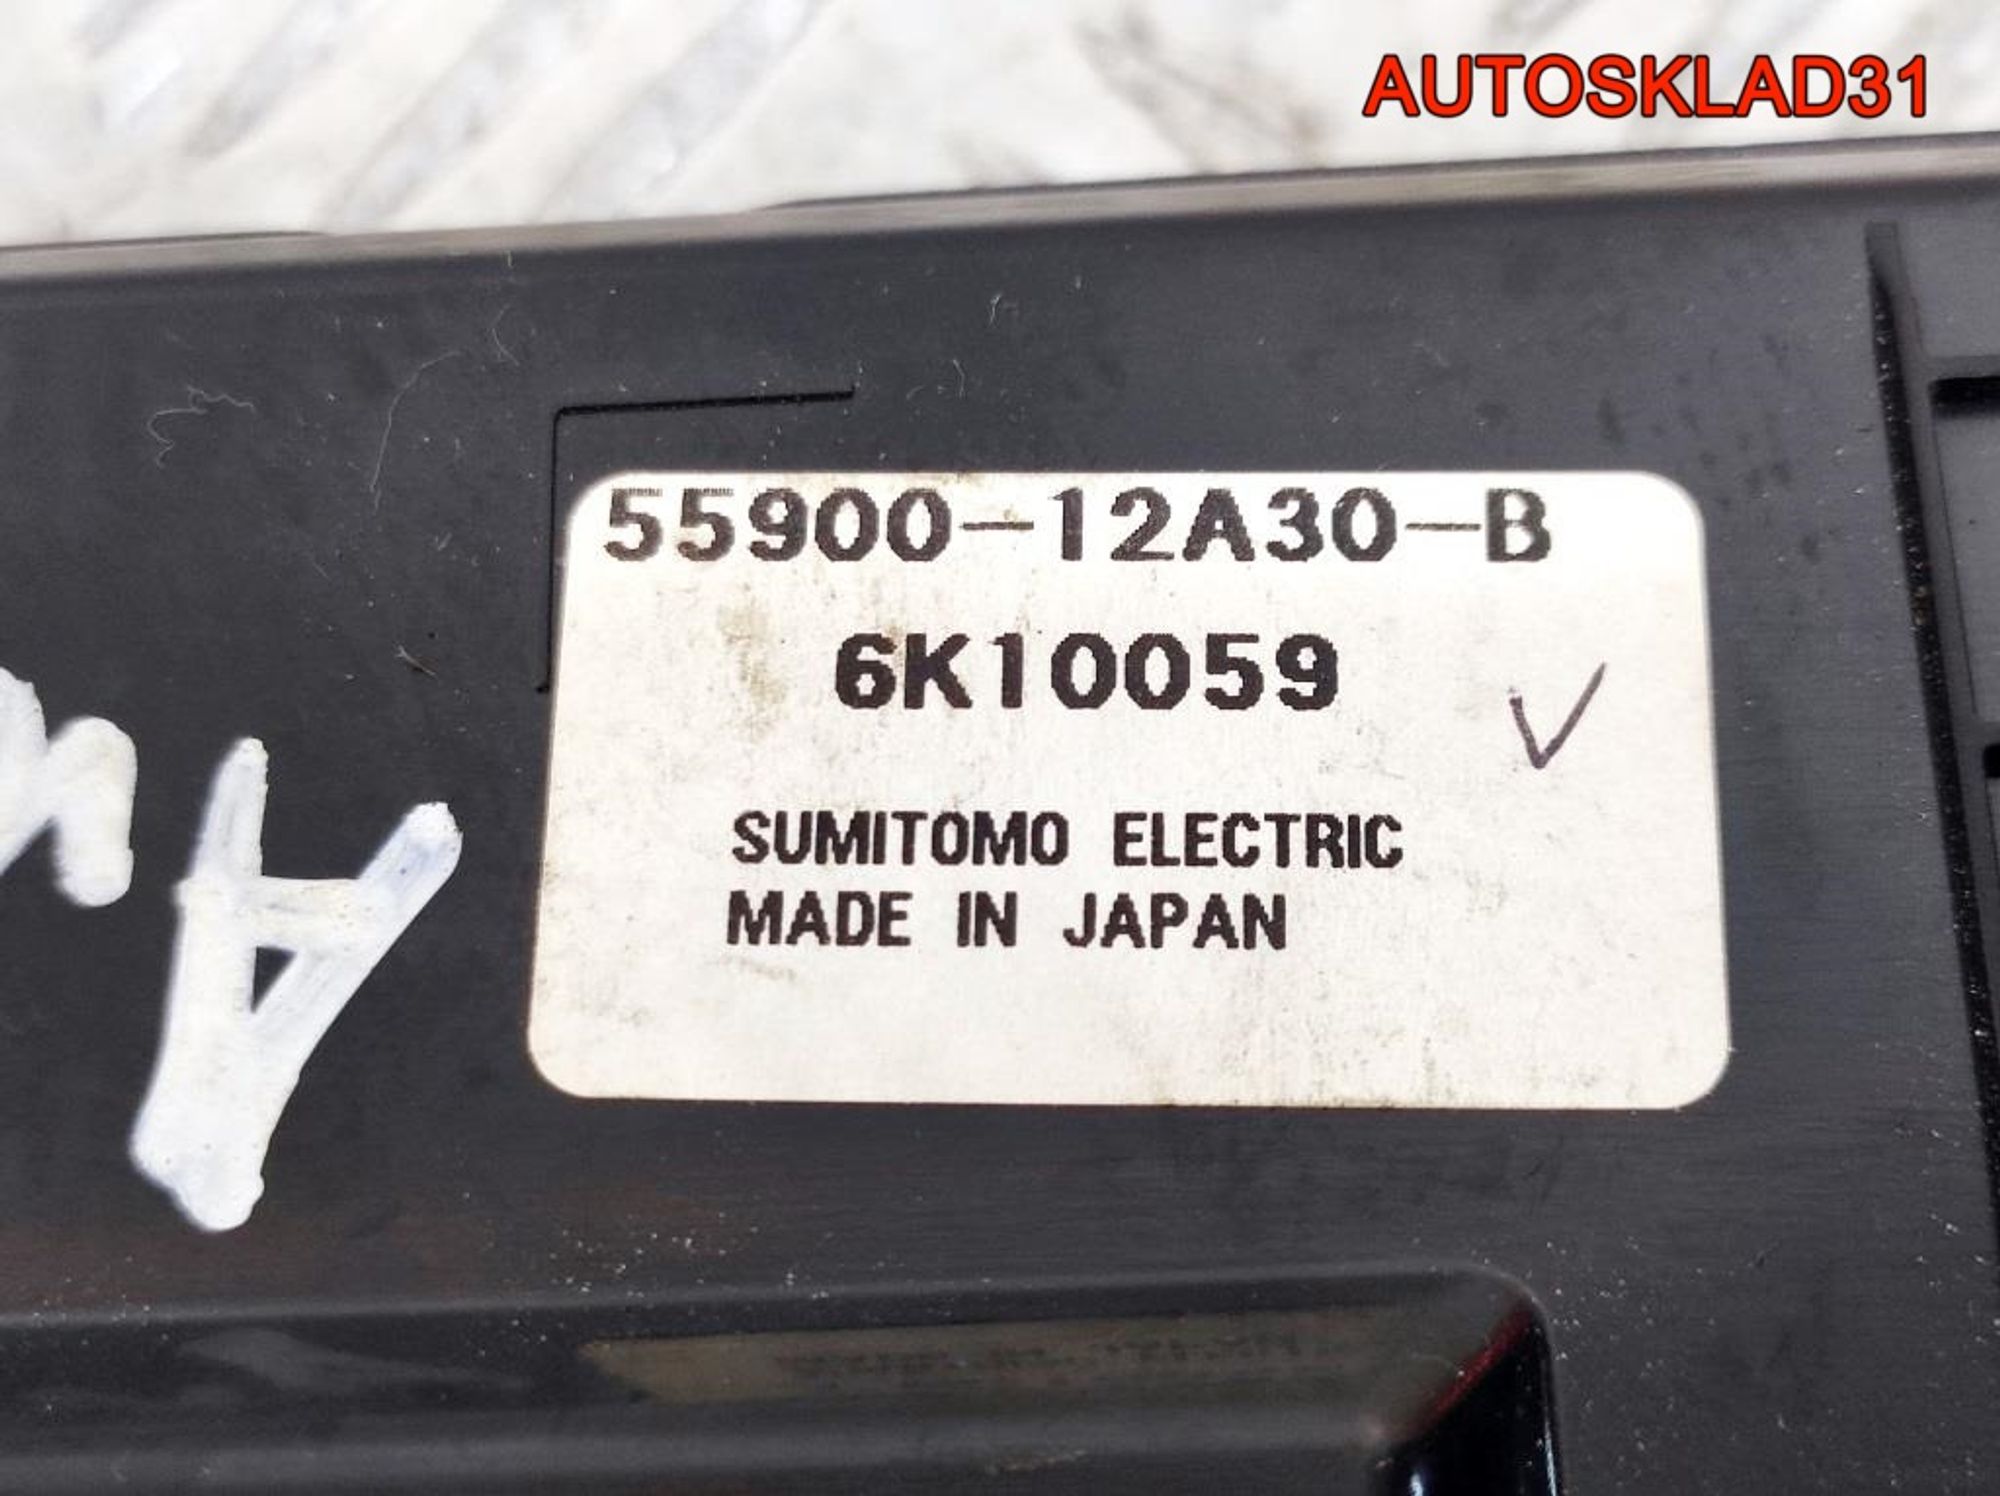 AUTOSKLAD31
55900-12A30-B
6K10059
SUMITOMO ELECTRIC
MADE IN JAPAN
A